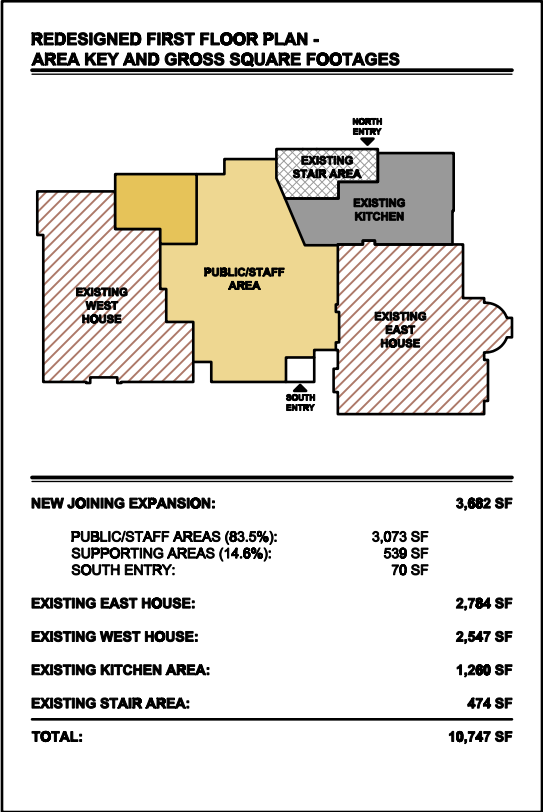 REDESIGNED FIRST FLOOR PLAN -
AREA KEY AND GROSS SQUARE FOOTAGES
NORTH
ENTRY
EXISTING
STAIR AREA
EXISTING
KITCHEN
PUBLIC/STAFF
AREA
EXISTING
WEST
HOUSE
EXISTING
EAST
HOUSE
SOUTH
ENTRY
NEW JOINING EXPANSION: 3,682 SF
PUBLIC/STAFF AREAS (83.5%): 3,073 SF
SUPPORTING AREAS (14.6%): 539 SF
SOUTH ENTRY: 70 SF
EXISTING EAST HOUSE: 2,784 SF
EXISTING WEST HOUSE: 2,547 SF
EXISTING KITCHEN AREA: 1,260 SF
EXISTING STAIR AREA: 474 SF
TOTAL: 10,747 SF